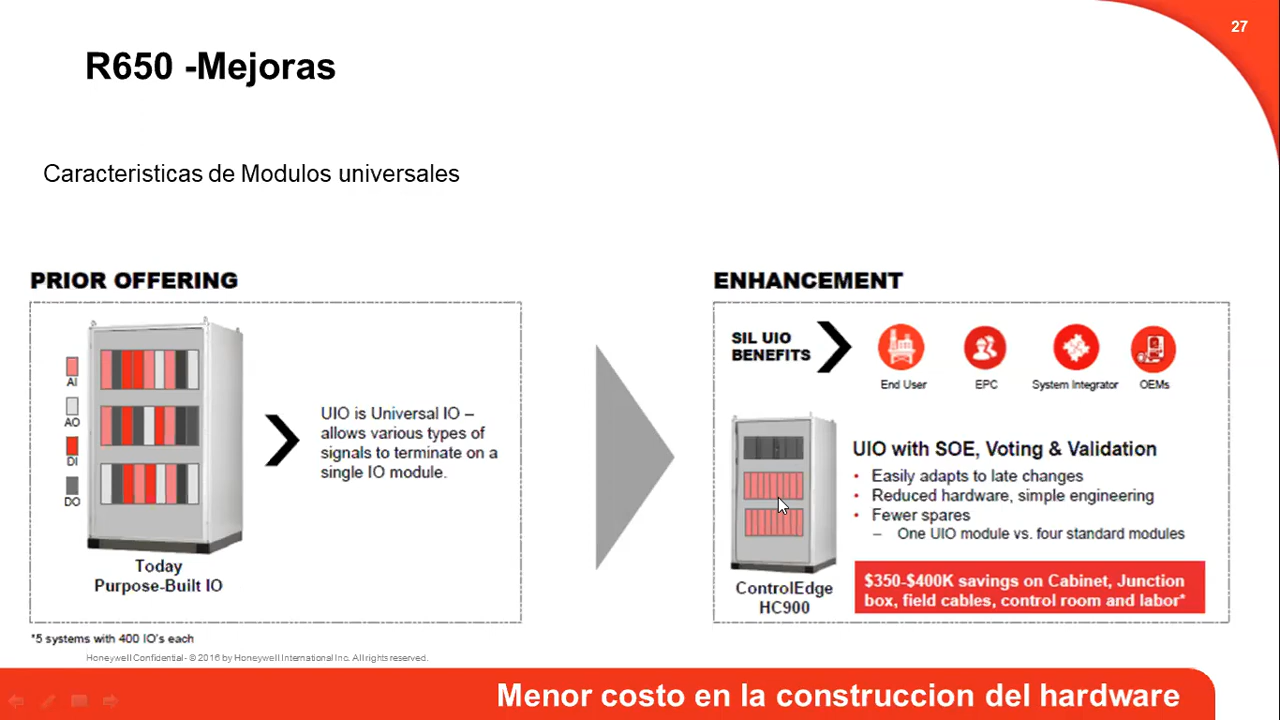 27
R650 -Mejoras
Caracteristicas de Modulos universales
PRIOR OFFERING
AI
AO
DI
DO
UIO is Universal IO –
allows various types of
signals to terminate on a
single IO module.
Today
Purpose-Built IO
*5 systems with 400 IO's each
ENHANCEMENT
SIL UIO
BENEFITS
End User
EPC
System Integrator
OEMs
UIO with SOE, Voting & Validation
• Easily adapts to late changes
• Reduced hardware, simple engineering
• Fewer spares
– One UIO module vs. four standard modules
ControlEdge
HC900
$350-$400K savings on Cabinet, Junction
box, field cables, control room and labor*
Honeywell Confidential - © 2016 by Honeywell International Inc. All rights reserved.
Menor costo en la construccion del hardware